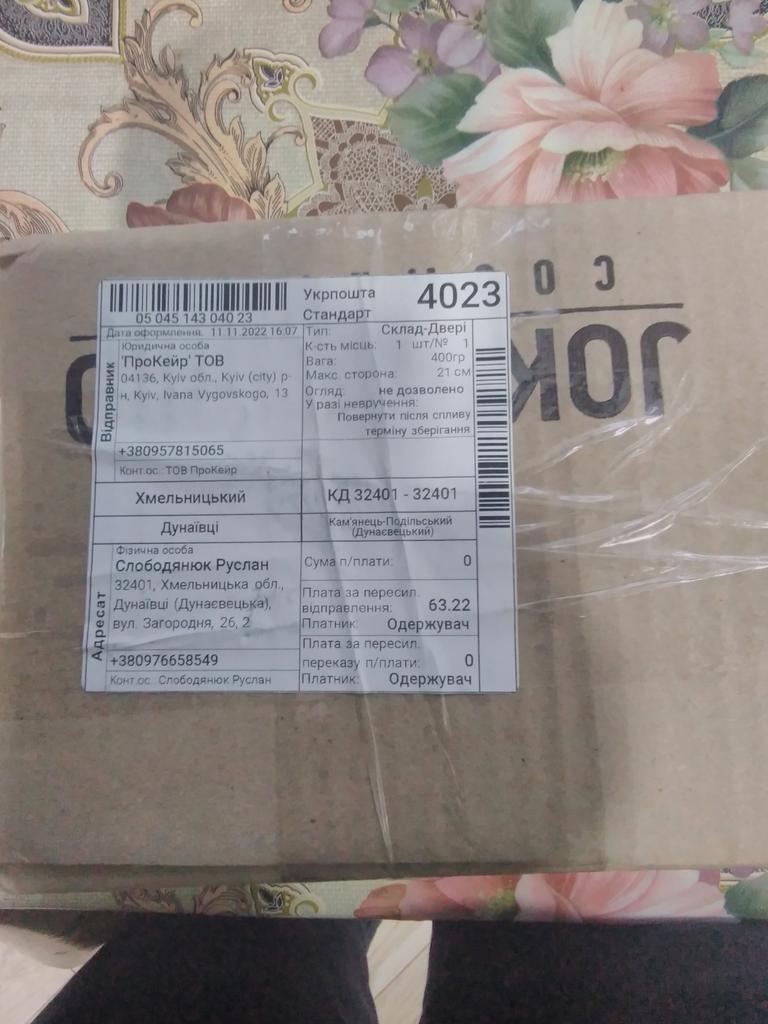 05 045 143 040 23
Укрпошта
Стандарт
4023
Дата оформлення. 11.11.2022 16:07
Відправник
Юридична особа
'ПроКейр' ТОВ
04136, Kyiv обл., Kyiv (city) р-
н, Kyiv, Ivana Vygovskogo, 13
+380957815065
Конт.ос.: ТОВ ПроКейр
Тип: Склад-Двері
К-сть місць: 1 шт/№ 1
Вага: 400гр
Макс. сторона: 21 см
Огляд: не дозволено
У разі невручення:
Повернути після спливу
терміну зберігання
Хмельницький
КД 32401 - 32401
Дунаївці
Кам'янець-Подільський
(Дунаєвецький)
Адресат
Фізична особа
Слободянюк Руслан
32401, Хмельницька обл.,
Дунаївці (Дунаєвецька),
вул. Загородня, 26, 2
+380976658549
Конт.ос.: Слободянюк Руслан
Сума п/плати: 0
Плата за пересил.
відправлення: 63.22
Платник: Одержувач
Плата за пересил.
переказу п/плати: 0
Платник: Одержувач